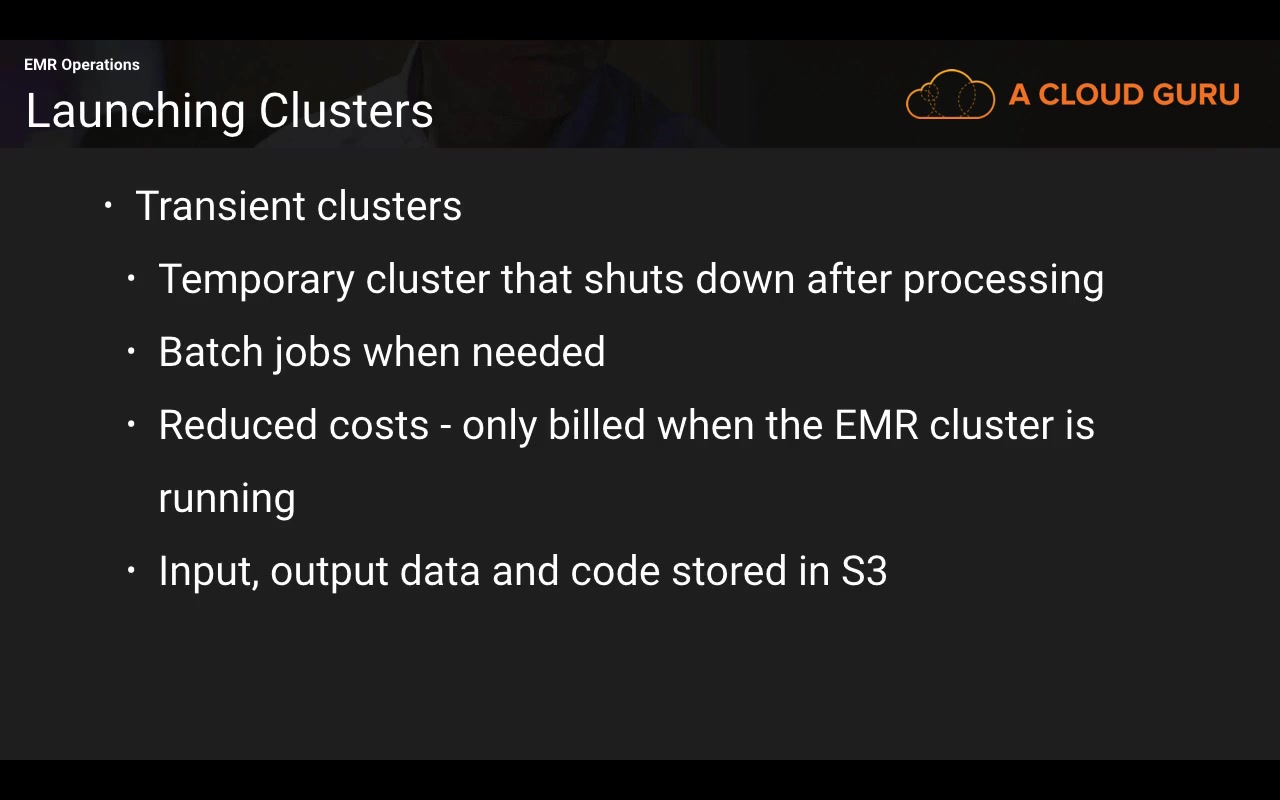 EMR Operations
Launching Clusters
A CLOUD GURU
• Transient clusters
• Temporary cluster that shuts down after processing
• Batch jobs when needed
• Reduced costs - only billed when the EMR cluster is
running
• Input, output data and code stored in S3